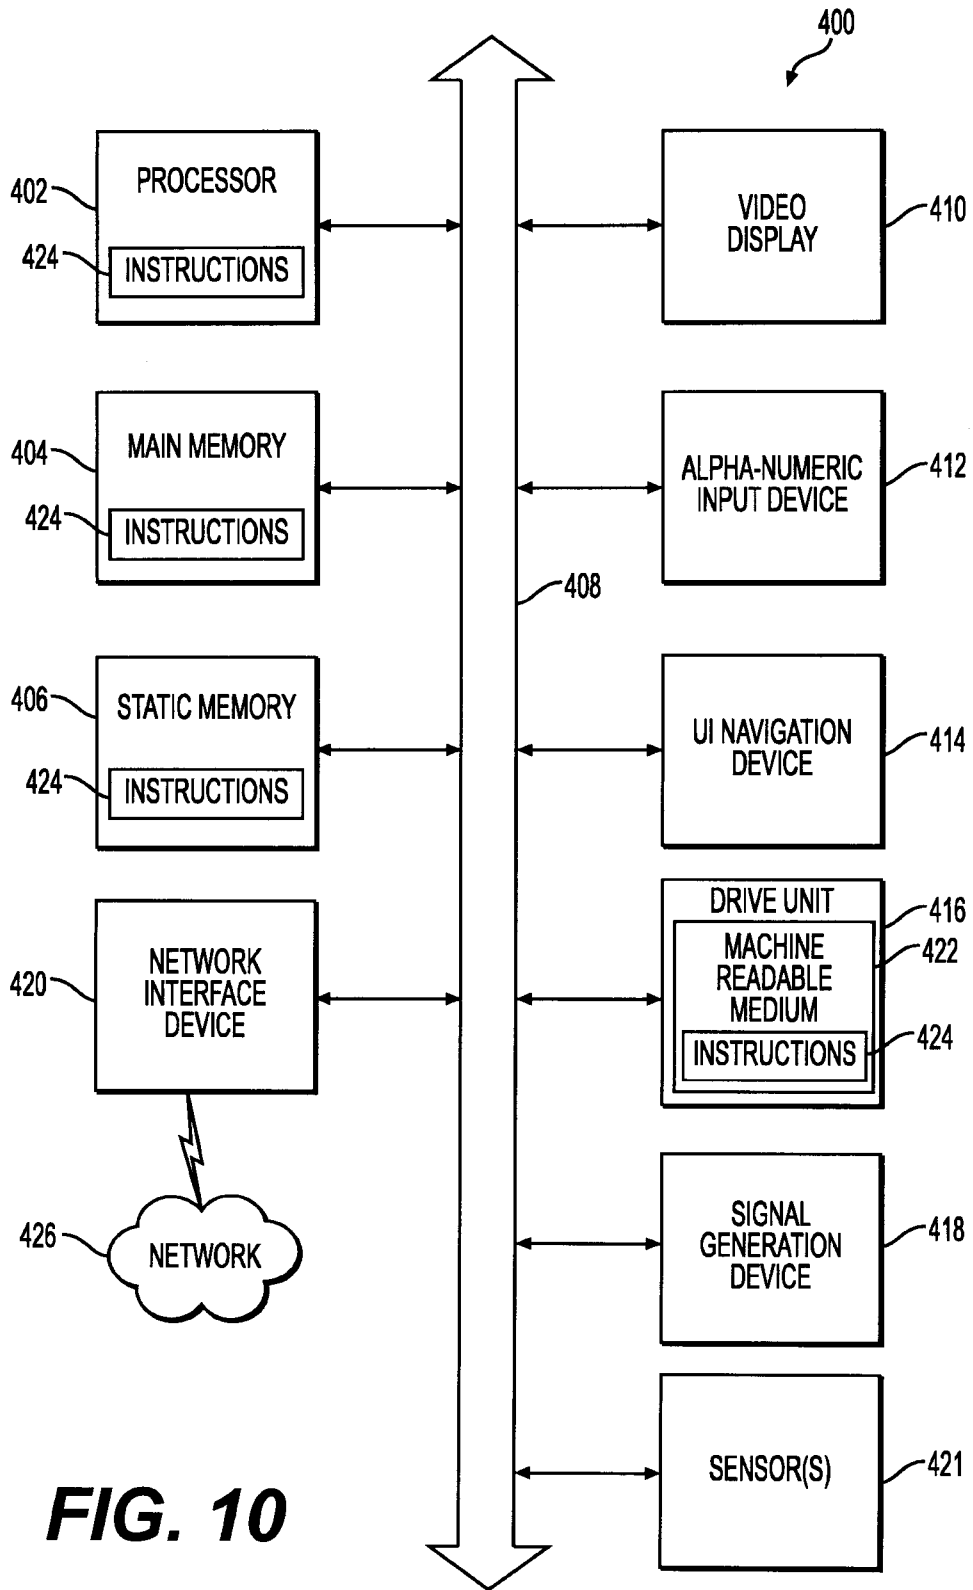 400
PROCESSOR
402
424
INSTRUCTIONS
VIDEO
DISPLAY
410
MAIN MEMORY
404
424
INSTRUCTIONS
ALPHA-NUMERIC
INPUT DEVICE
412
408
STATIC MEMORY
406
424
INSTRUCTIONS
UI NAVIGATION
DEVICE
414
NETWORK
INTERFACE
DEVICE
420
DRIVE UNIT
416
MACHINE
READABLE
MEDIUM
422
INSTRUCTIONS
424
426
NETWORK
SIGNAL
GENERATION
DEVICE
418
SENSOR(S)
421
FIG. 10